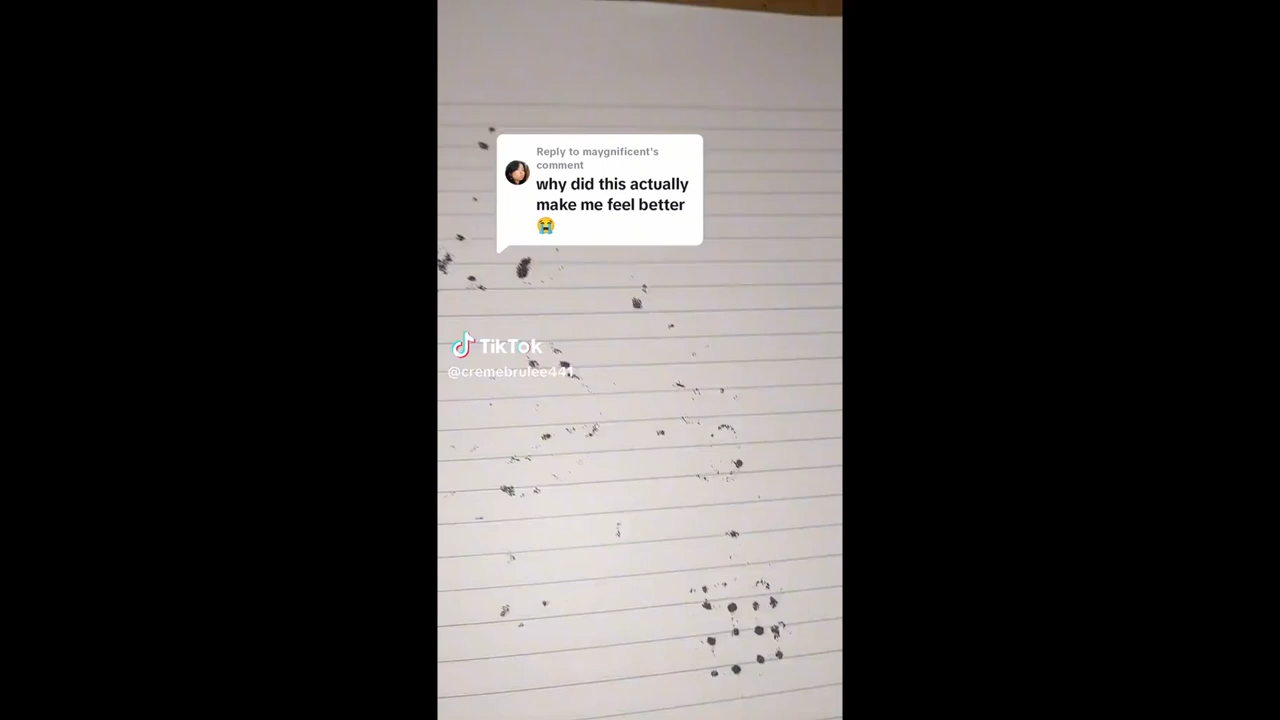 Reply to maygnificent's
comment
why did this actually
make me feel better
😭
TikTok
@cremebrulee441